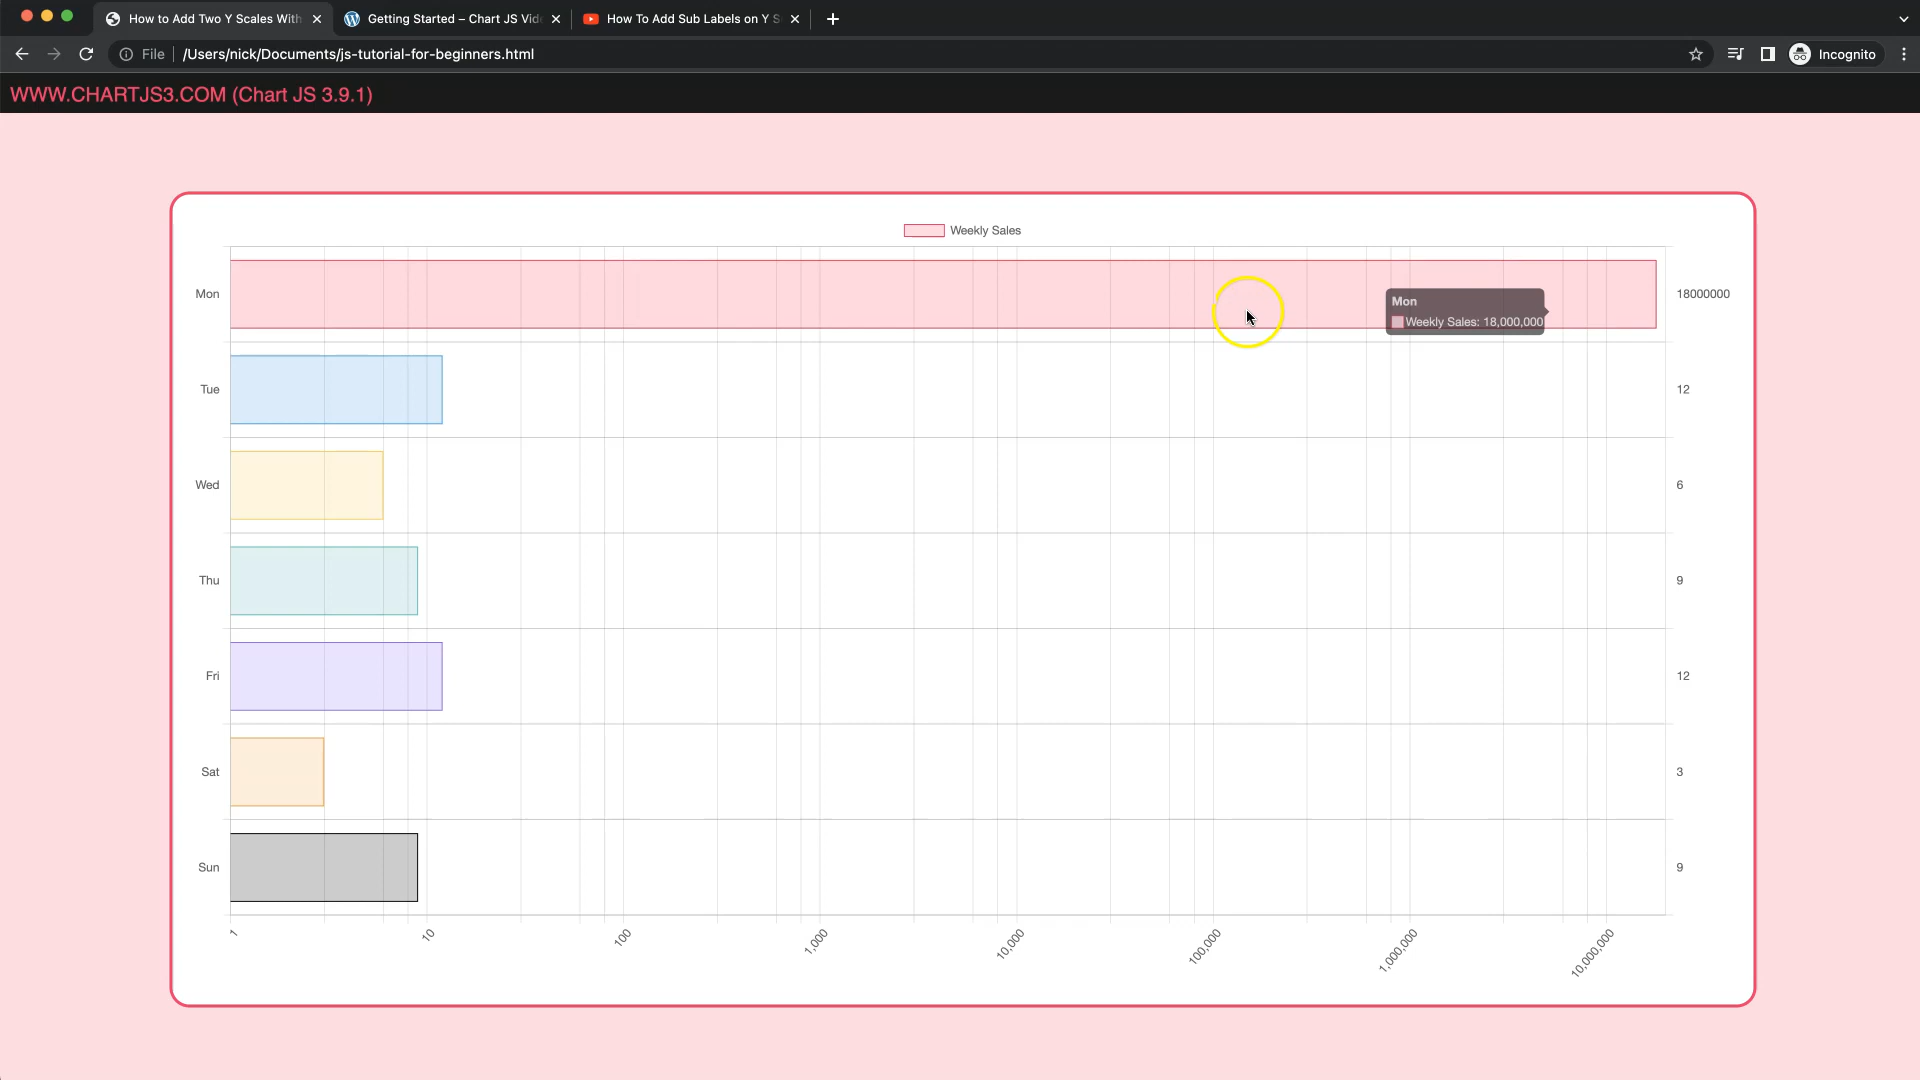 How to Add Two Y Scales With
Getting Started – Chart JS Vid
How To Add Sub Labels on Y S
File
/Users/nick/Documents/js-tutorial-for-beginners.html
Incognito
WWW.CHARTJS3.COM (Chart JS 3.9.1)
Weekly Sales
Mon
18000000
Mon
Weekly Sales: 18,000,000
Tue
12
Wed
6
Thu
9
Fri
12
Sat
3
Sun
9
1
10
100
1,000
10,000
100,000
1,000,000
10,000,000